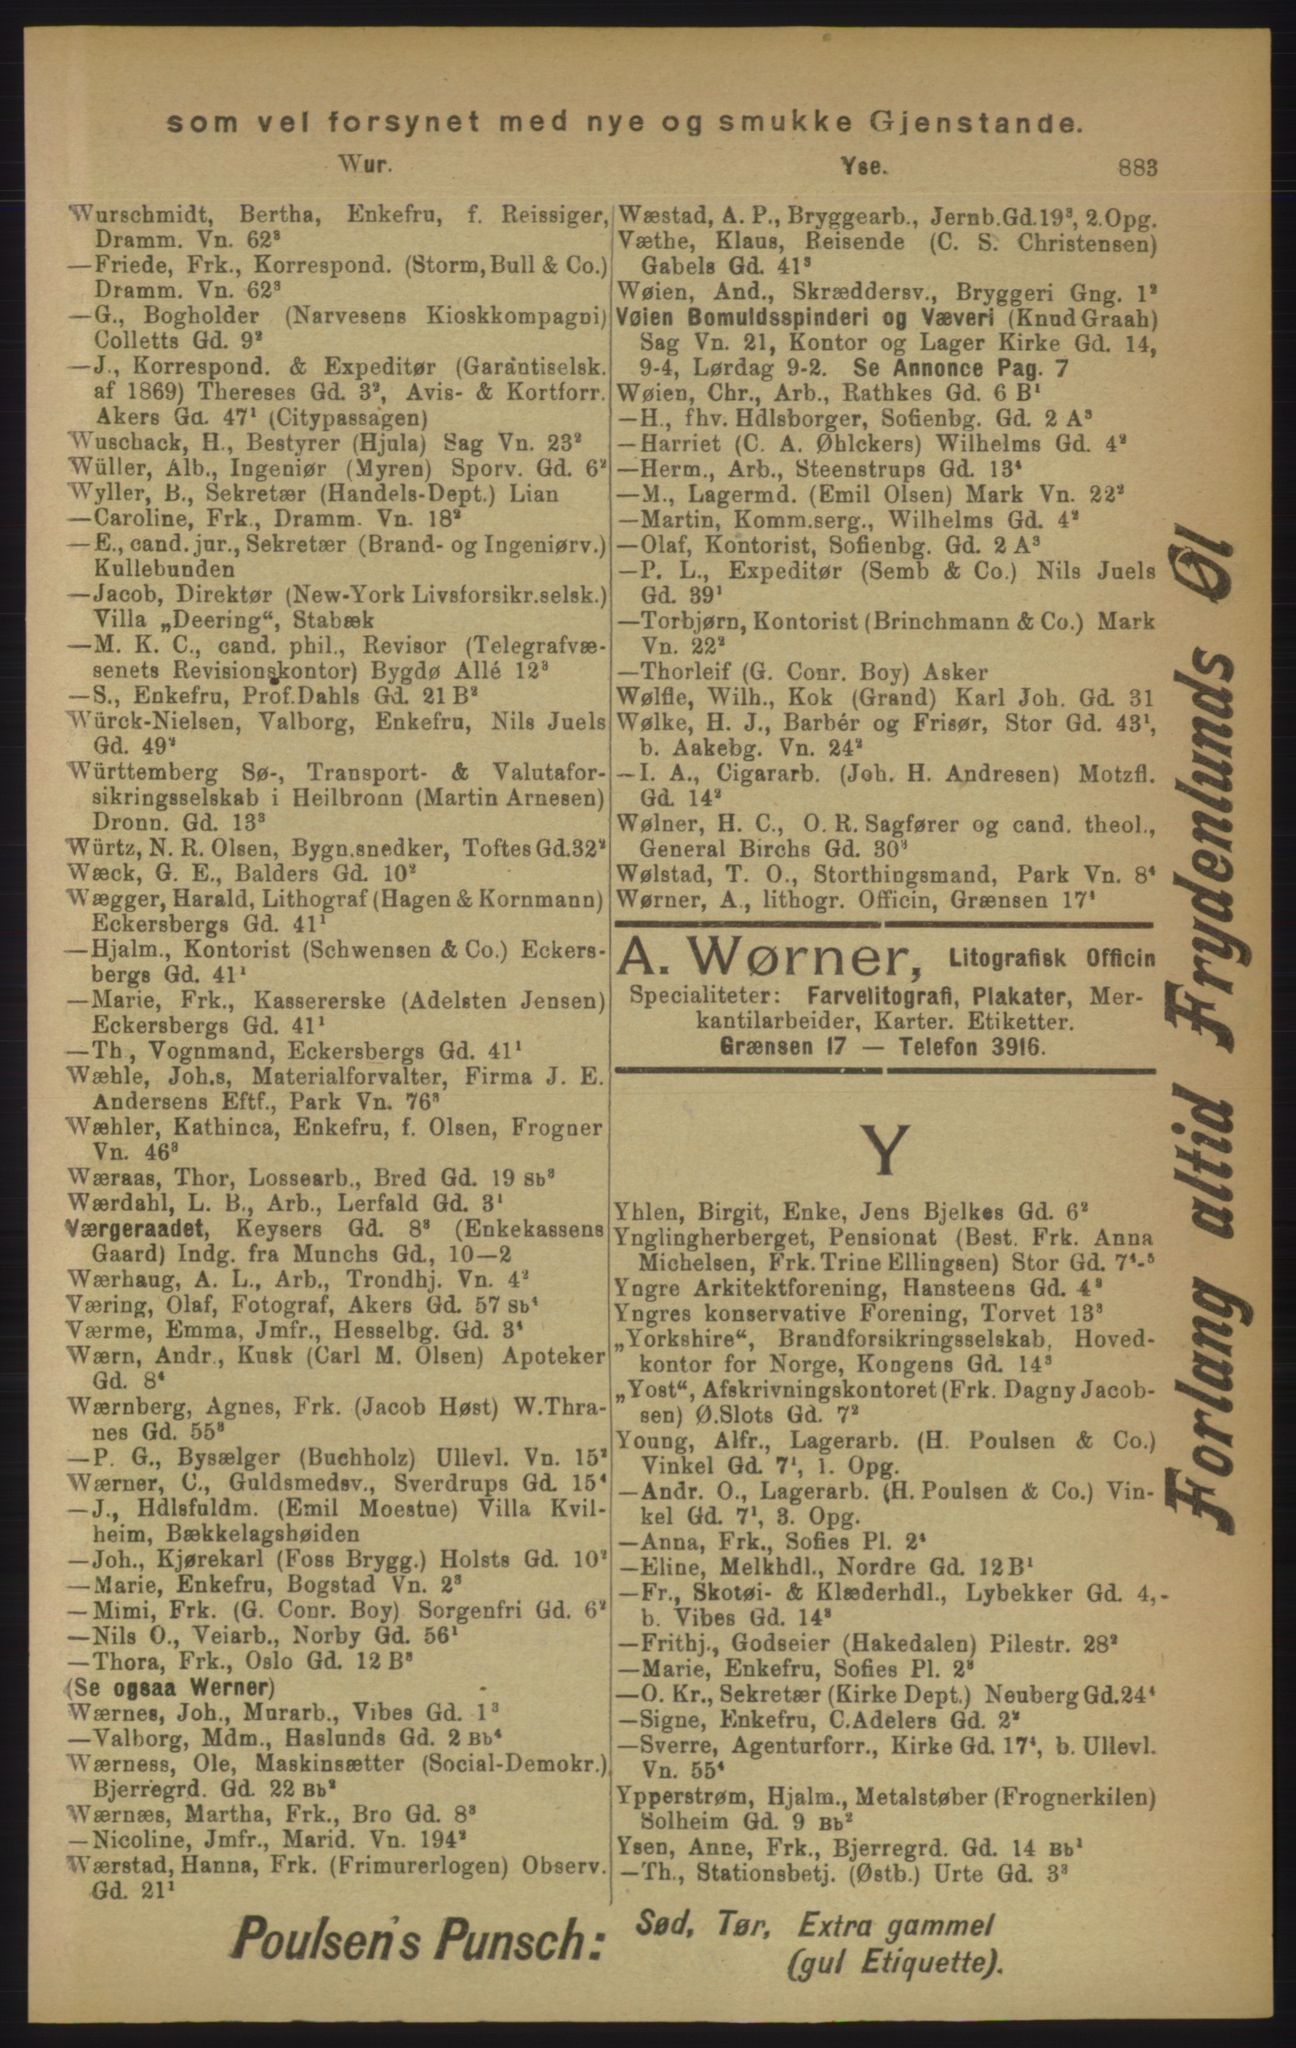 som vel forsynet med nye og smukke Gjenstande.
Wur.
Yse.
883
Wurschmidt, Bertha, Enkefru, f. Reissiger,
Dramm. Vn. 62³
—Friede, Frk., Korrespond. (Storm, Bull & Co.)
Dramm. Vn. 62³
—G., Bogholder (Narvesens Kioskkompagni)
Colletts Gd. 9²
—J., Korrespond. & Expeditør (Garantiselsk.
af 1869) Thereses Gd. 3², Avis- & Kortforr.
Akers Gd. 47¹ (Citypassagen)
Wuschack, H., Bestyrer (Hjula) Sag Vn. 23²
Wüller, Alb., Ingeniør (Myren) Sporv. Gd. 6²
Wyller, B., Sekretær (Handels-Dept.) Lian
—Caroline, Frk., Dramm. Vn. 18²
—E., cand. jur., Sekretær (Brand- og Ingeniørv.)
Kullebunden
—Jacob, Direktør (New-York Livsforsikr.selsk.)
Villa „Deering“, Stabæk
—M. K. C., cand. phil., Revisor (Telegrafvæ-
senets Revisionskontor) Bygdø Allé 12³
—S., Enkefru, Prof. Dahls Gd. 21 B²
Würck-Nielsen, Valborg, Enkefru, Nils Juels
Gd. 49²
Württemberg Sø-, Transport- & Valutafor-
sikringsselskab i Heilbronn (Martin Arnesen)
Dronn. Gd. 13³
Würtz, N. R. Olsen, Bygn.snedker, Toftes Gd. 32²
Wæck, G. E., Balders Gd. 10²
Wægger, Harald, Lithograf (Hagen & Kornmann)
Eckersbergs Gd. 41¹
—Hjalm., Kontorist (Schwensen & Co.) Eckers-
bergs Gd. 41¹
—Marie, Frk., Kassererske (Adelsten Jensen)
Eckersbergs Gd. 41¹
—Th, Vognmand, Eckersbergs Gd. 41¹
Wæhle, Joh.s, Materialforvalter, Firma J. E.
Andersens Eftf., Park Vn. 76³
Wæhler, Kathinca, Enkefru, f. Olsen, Frogner
Vn. 46³
Wæraas, Thor, Lossearb., Bred Gd. 19 Sb³
Wærdahl, L. B., Arb., Lerfald Gd. 3¹
Værgeraadet, Keysers Gd. 8³ (Enkekassens
Gaard) Indg. fra Munchs Gd., 10—2
Wærhaug, A. L., Arb., Trondhj. Vn. 4²
Væring, Olaf, Fotograf, Akers Gd. 57 Sb⁴
Værme, Emma, Jmfr., Hesselbg. Gd. 3⁴
Wærn, Andr., Kusk (Carl M. Olsen) Apoteker
Gd. 8⁴
Wærnberg, Agnes, Frk. (Jacob Høst) W. Thra-
nes Gd. 55³
—P. G., Bysælger (Buchholz) Ullevl. Vn. 15²
Wærner, C., Guldsmedsv., Sverdrups Gd. 15⁴
—J., Hdlsfuldm. (Emil Moestue) Villa Kvil-
heim, Bækkelagshøiden
—Joh., Kjørekarl (Foss Brygg.) Holsts Gd. 10²
—Marie, Enkefru, Bogstad Vn. 2³
—Mimi, Frk. (G. Conr. Boy) Sorgenfri Gd. 6²
—Nils O., Veiarb., Norby Gd. 56¹
—Thora, Frk., Oslo Gd. 12 B³
(Se ogsaa Werner)
Wærnes, Joh., Murarb., Vibes Gd. 1³
—Valborg, Mdm., Haslunds Gd. 2 Bb⁴
Wærness, Ole, Maskinsætter (Social-Demokr.)
Bjerregrd. Gd. 22 Bb²
Wærnæs, Martha, Frk., Bro Gd. 8³
—Nicoline, Jmfr., Marid. Vn. 194²
Wærstad, Hanna, Frk. (Frimurerlogen) Observ.
Gd. 21¹
Wæstad, A. P., Bryggearb., Jernb. Gd. 19³, 2. Opg.
Væthe, Klaus, Reisende (C. S. Christensen)
Gabels Gd. 41³
Wøien, And., Skræddersv., Bryggeri Gng. 1²
Vøien Bomuldsspinderi og Væveri (Knud Graah)
Sag Vn. 21, Kontor og Lager Kirke Gd. 14,
9-4, Lørdag 9-2. Se Annonce Pag. 7
Wøien, Chr., Arb., Rathkes Gd. 6 B¹
—H., fhv. Hdlsborger, Sofienbg. Gd. 2 A³
—Harriet (C. A. Øhlckers) Wilhelms Gd. 4²
—Herm., Arb., Steenstrups Gd. 13⁴
—M., Lagermd. (Emil Olsen) Mark Vn. 22²
—Martin, Komm.serg., Wilhelms Gd. 4²
—Olaf, Kontorist, Sofienbg. Gd. 2 A³
—P. L., Expeditør (Semb & Co.) Nils Juels
Gd. 39¹
—Torbjørn, Kontorist (Brinchmann & Co.) Mark
Vn. 22²
—Thorleif (G. Conr. Boy) Asker
Wølfle, Wilh., Kok (Grand) Karl Joh. Gd. 31
Wølke, H. J., Barbér og Frisør, Stor Gd. 43¹,
b. Aakebg. Vn. 24²
—I. A., Cigararb. (Joh. H. Andresen) Motzfl.
Gd. 14²
Wølner, H. C., O. R. Sagfører og cand. theol.,
General Birchs Gd. 30³
Wølstad, T. O., Storthingsmand, Park Vn. 8⁴
Wørner, A., lithogr. Officin, Grænsen 17⁴
A. Wørner, Litografisk Officin
Specialiteter: Farvelitografi, Plakater, Mer-
kantilarbeider, Karter. Etiketter.
Grænsen 17 — Telefon 3916.
Y
Yhlen, Birgit, Enke, Jens Bjelkes Gd. 6²
Ynglingherberget, Pensionat (Best. Frk. Anna
Michelsen, Frk. Trine Ellingsen) Stor Gd. 7⁴-⁵
Yngre Arkitektforening, Hansteens Gd. 4³
Yngres konservative Forening, Torvet 13³
„Yorkshire“, Brandforsikringsselskab, Hoved-
kontor for Norge, Kongens Gd. 14³
„Yost“, Afskrivningskontoret (Frk. Dagny Jacob-
sen) Ø. Slots Gd. 7²
Young, Alfr., Lagerarb. (H. Poulsen & Co.)
Vinkel Gd. 7¹, 1. Opg.
—Andr. O., Lagerarb. (H. Poulsen & Co.) Vin-
kel Gd. 7¹, 3. Opg.
—Anna, Frk., Sofies Pl. 2⁴
—Eline, Melkhdl., Nordre Gd. 12 B¹
—Fr., Skotøi- & Klæderhdl., Lybekker Gd. 4,
b. Vibes Gd. 14³
—Frithj., Godseier (Hakedalen) Pilestr. 28²
—Marie, Enkefru, Sofies Pl. 2³
—O. Kr., Sekretær (Kirke Dept.) Neuberg Gd. 24⁴
—Signe, Enkefru, C. Adelers Gd. 2²
—Sverre, Agenturforr., Kirke Gd. 17⁴, b. Ullevl.
Vn. 55⁴
Ypperstrøm, Hjalm., Metalstøber (Frognerkilen)
Solheim Gd. 9 Bb²
Ysen, Anne, Frk., Bjerregrd. Gd. 14 Bb¹
—Th., Stationsbetj. (Østb.) Urte Gd. 3³
Forlang altid Frydenlunds Øl
Poulsen's Punsch: Sød, Tør, Extra gammel
(gul Etiquette).